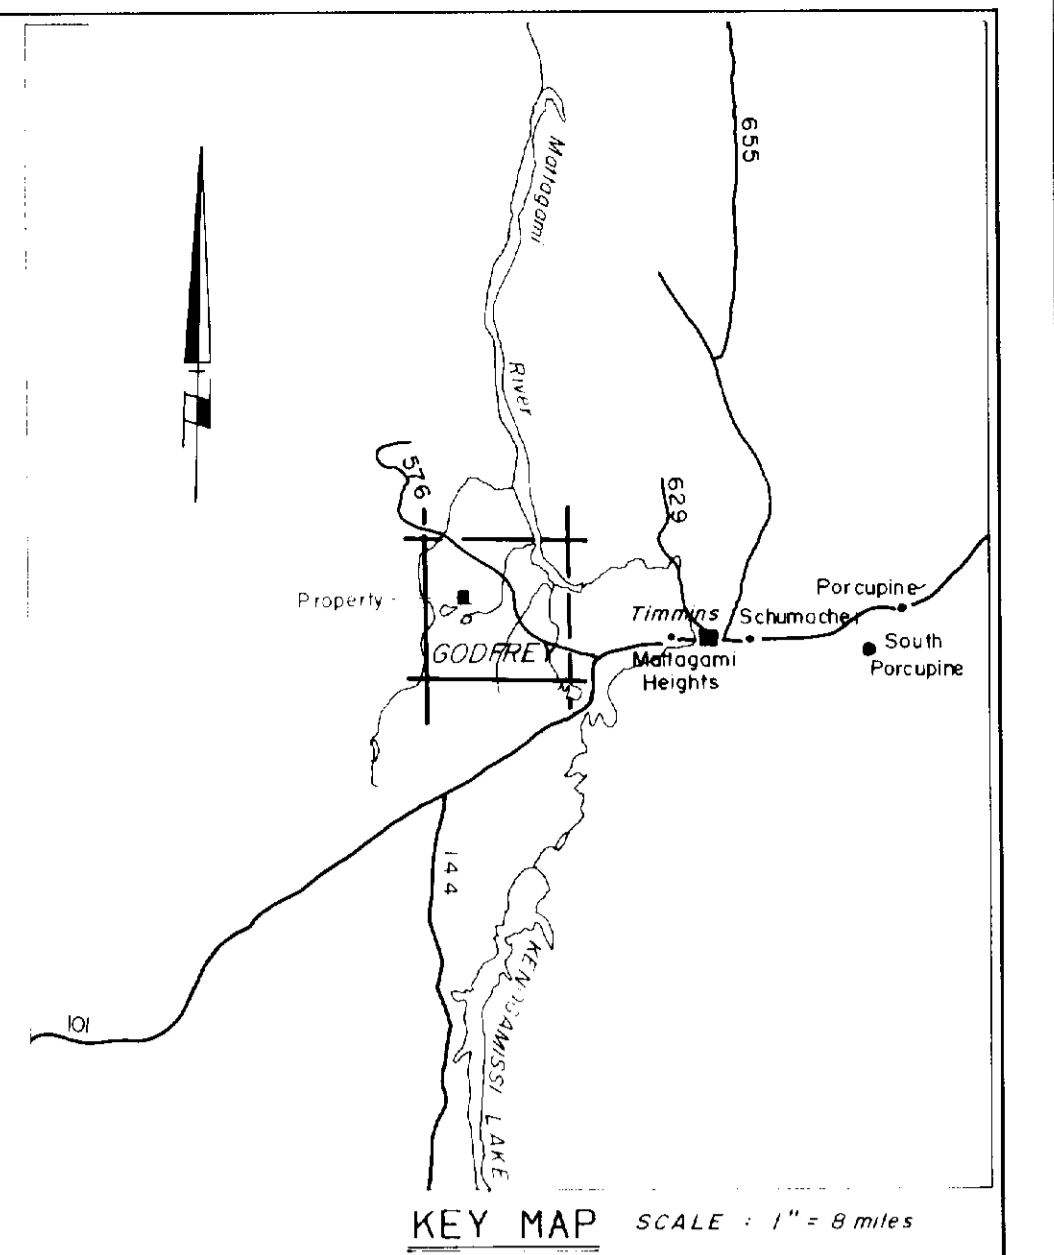 655
Mattagami
River
576
629
Property
Porcupine
Timmins
Schumacher
South
Porcupine
GODFREY
Mattagami
Heights
144
LAKE
101
KEY MAP
SCALE : 1" = 8 miles